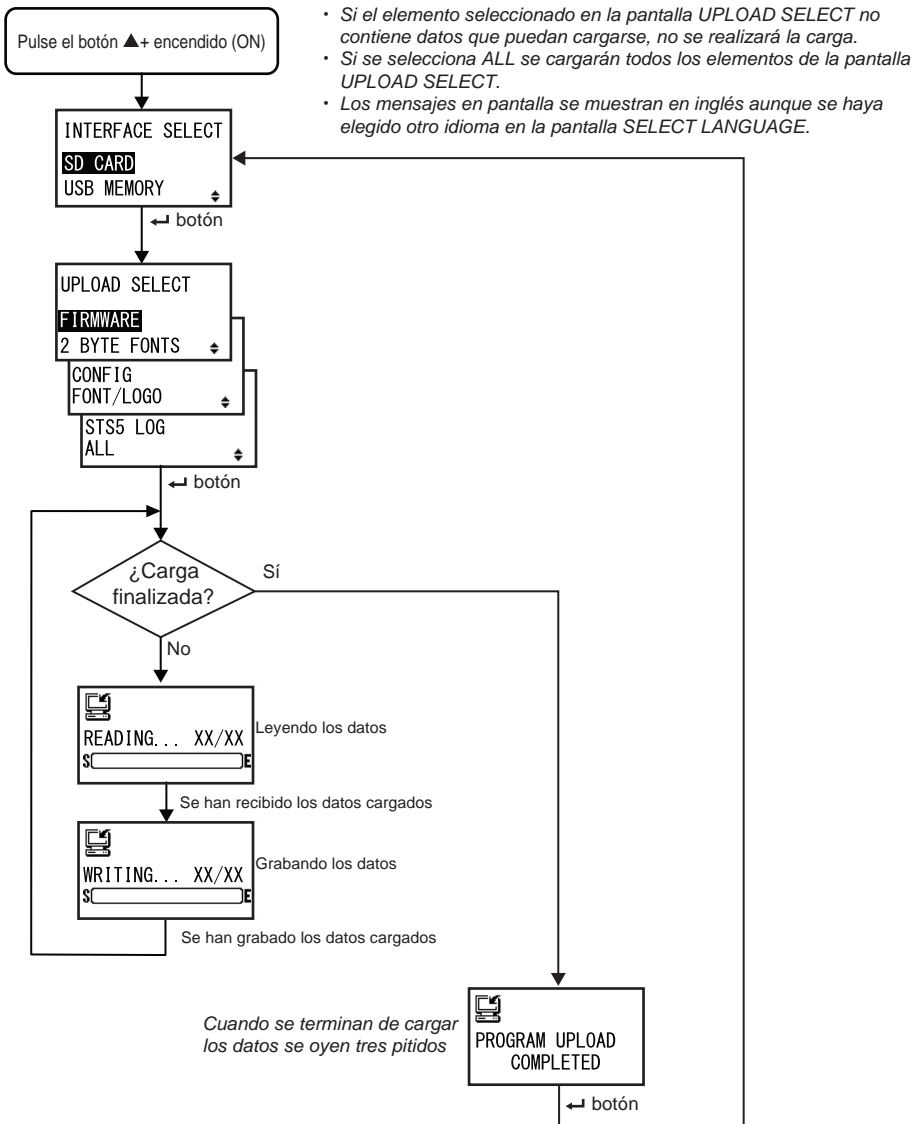 Pulse el botón ▲+ encendido (ON)
・ Si el elemento seleccionado en la pantalla UPLOAD SELECT no
contiene datos que puedan cargarse, no se realizará la carga.
・ Si se selecciona ALL se cargarán todos los elementos de la pantalla
UPLOAD SELECT.
・ Los mensajes en pantalla se muestran en inglés aunque se haya
elegido otro idioma en la pantalla SELECT LANGUAGE.
INTERFACE SELECT
SD CARD
USB MEMORY
↵ botón
UPLOAD SELECT
FIRMWARE
2 BYTE FONTS
CONFIG
FONT/LOGO
STS5 LOG
ALL
↵ botón
¿Carga
finalizada?
Sí
No
READING... XX/XX
S E
Leyendo los datos
Se han recibido los datos cargados
WRITING... XX/XX
S E
Grabando los datos
Se han grabado los datos cargados
Cuando se terminan de cargar
los datos se oyen tres pitidos
PROGRAM UPLOAD
COMPLETED
↵ botón